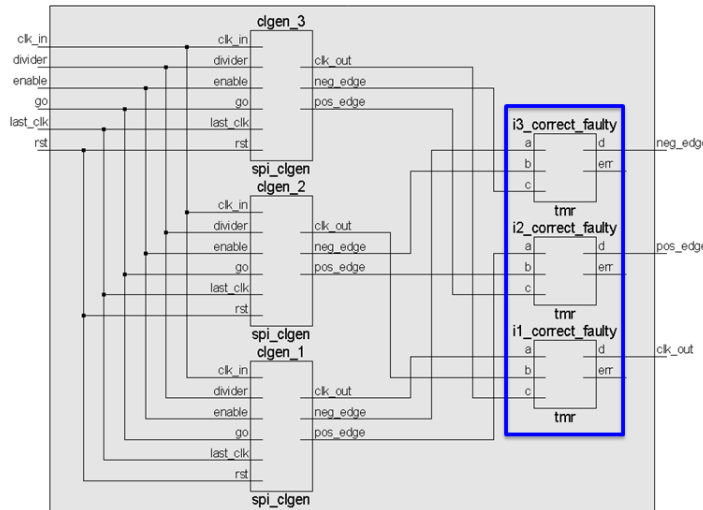 clgen_3
clk_in clk_in
divider divider clk_out
enable enable neg_edge
go go pos_edge
last_clk last_clk
rst rst
spi_clgen
i3_correct_faulty
a d neg_edge
b err
c
tmr
clgen_2
clk_in
divider clk_out
enable neg_edge
go pos_edge
last_clk
rst
spi_clgen
i2_correct_faulty
a d pos_edge
b err
c
tmr
clgen_1
clk_in
divider clk_out
enable neg_edge
go pos_edge
last_clk
rst
spi_clgen
i1_correct_faulty
a d clk_out
b err
c
tmr